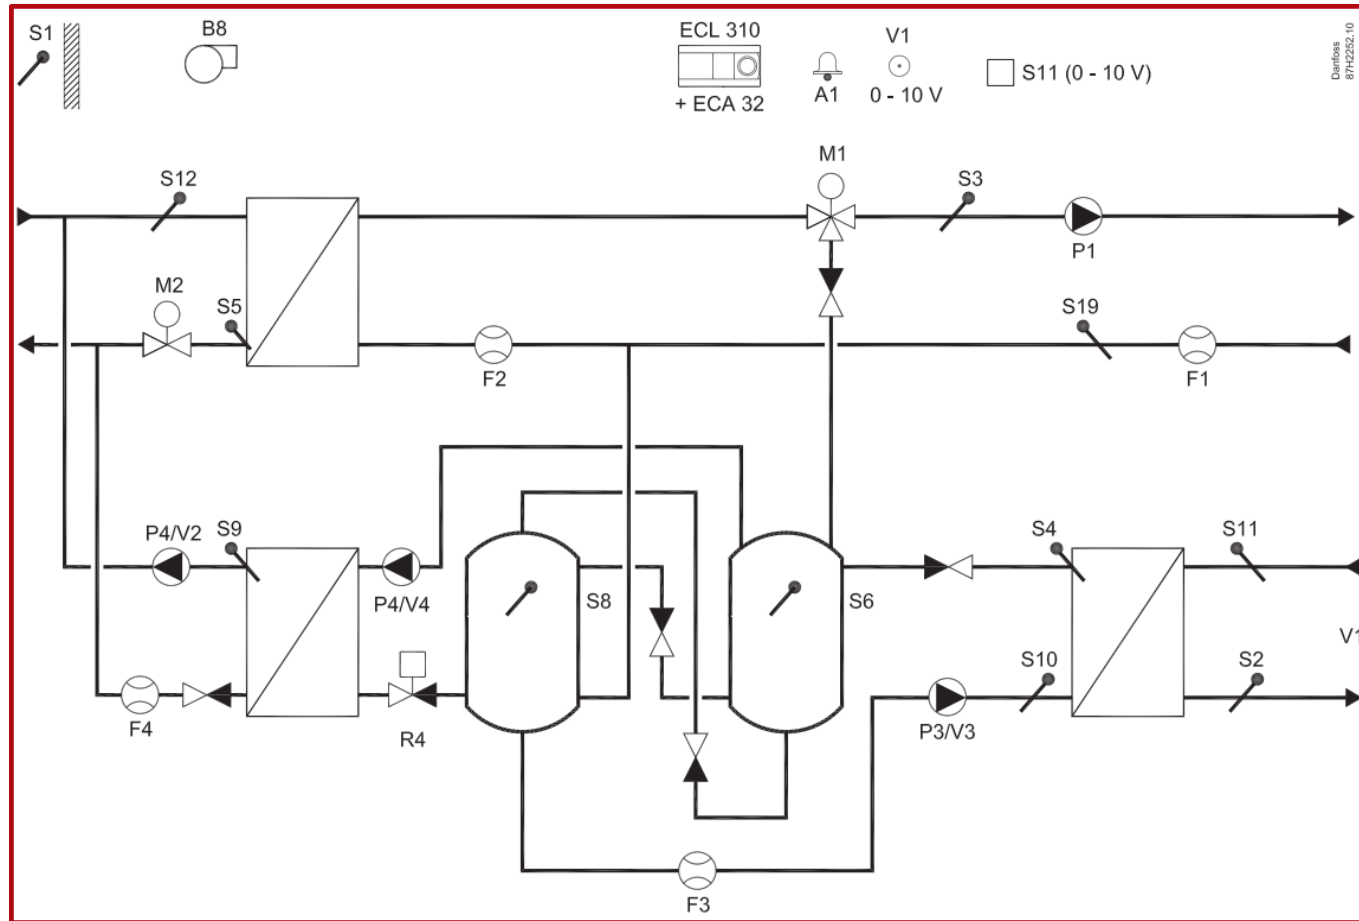 S1
B8
ECL 310
+ ECA 32
A1
V1
0 - 10 V
S11 (0 - 10 V)
Danfoss
87H2252.10
S12
M1
S3
P1
M2
S5
F2
S19
F1
P4/V2
S9
P4/V4
S8
S6
S4
S11
V1
F4
R4
P3/V3
S10
S2
F3